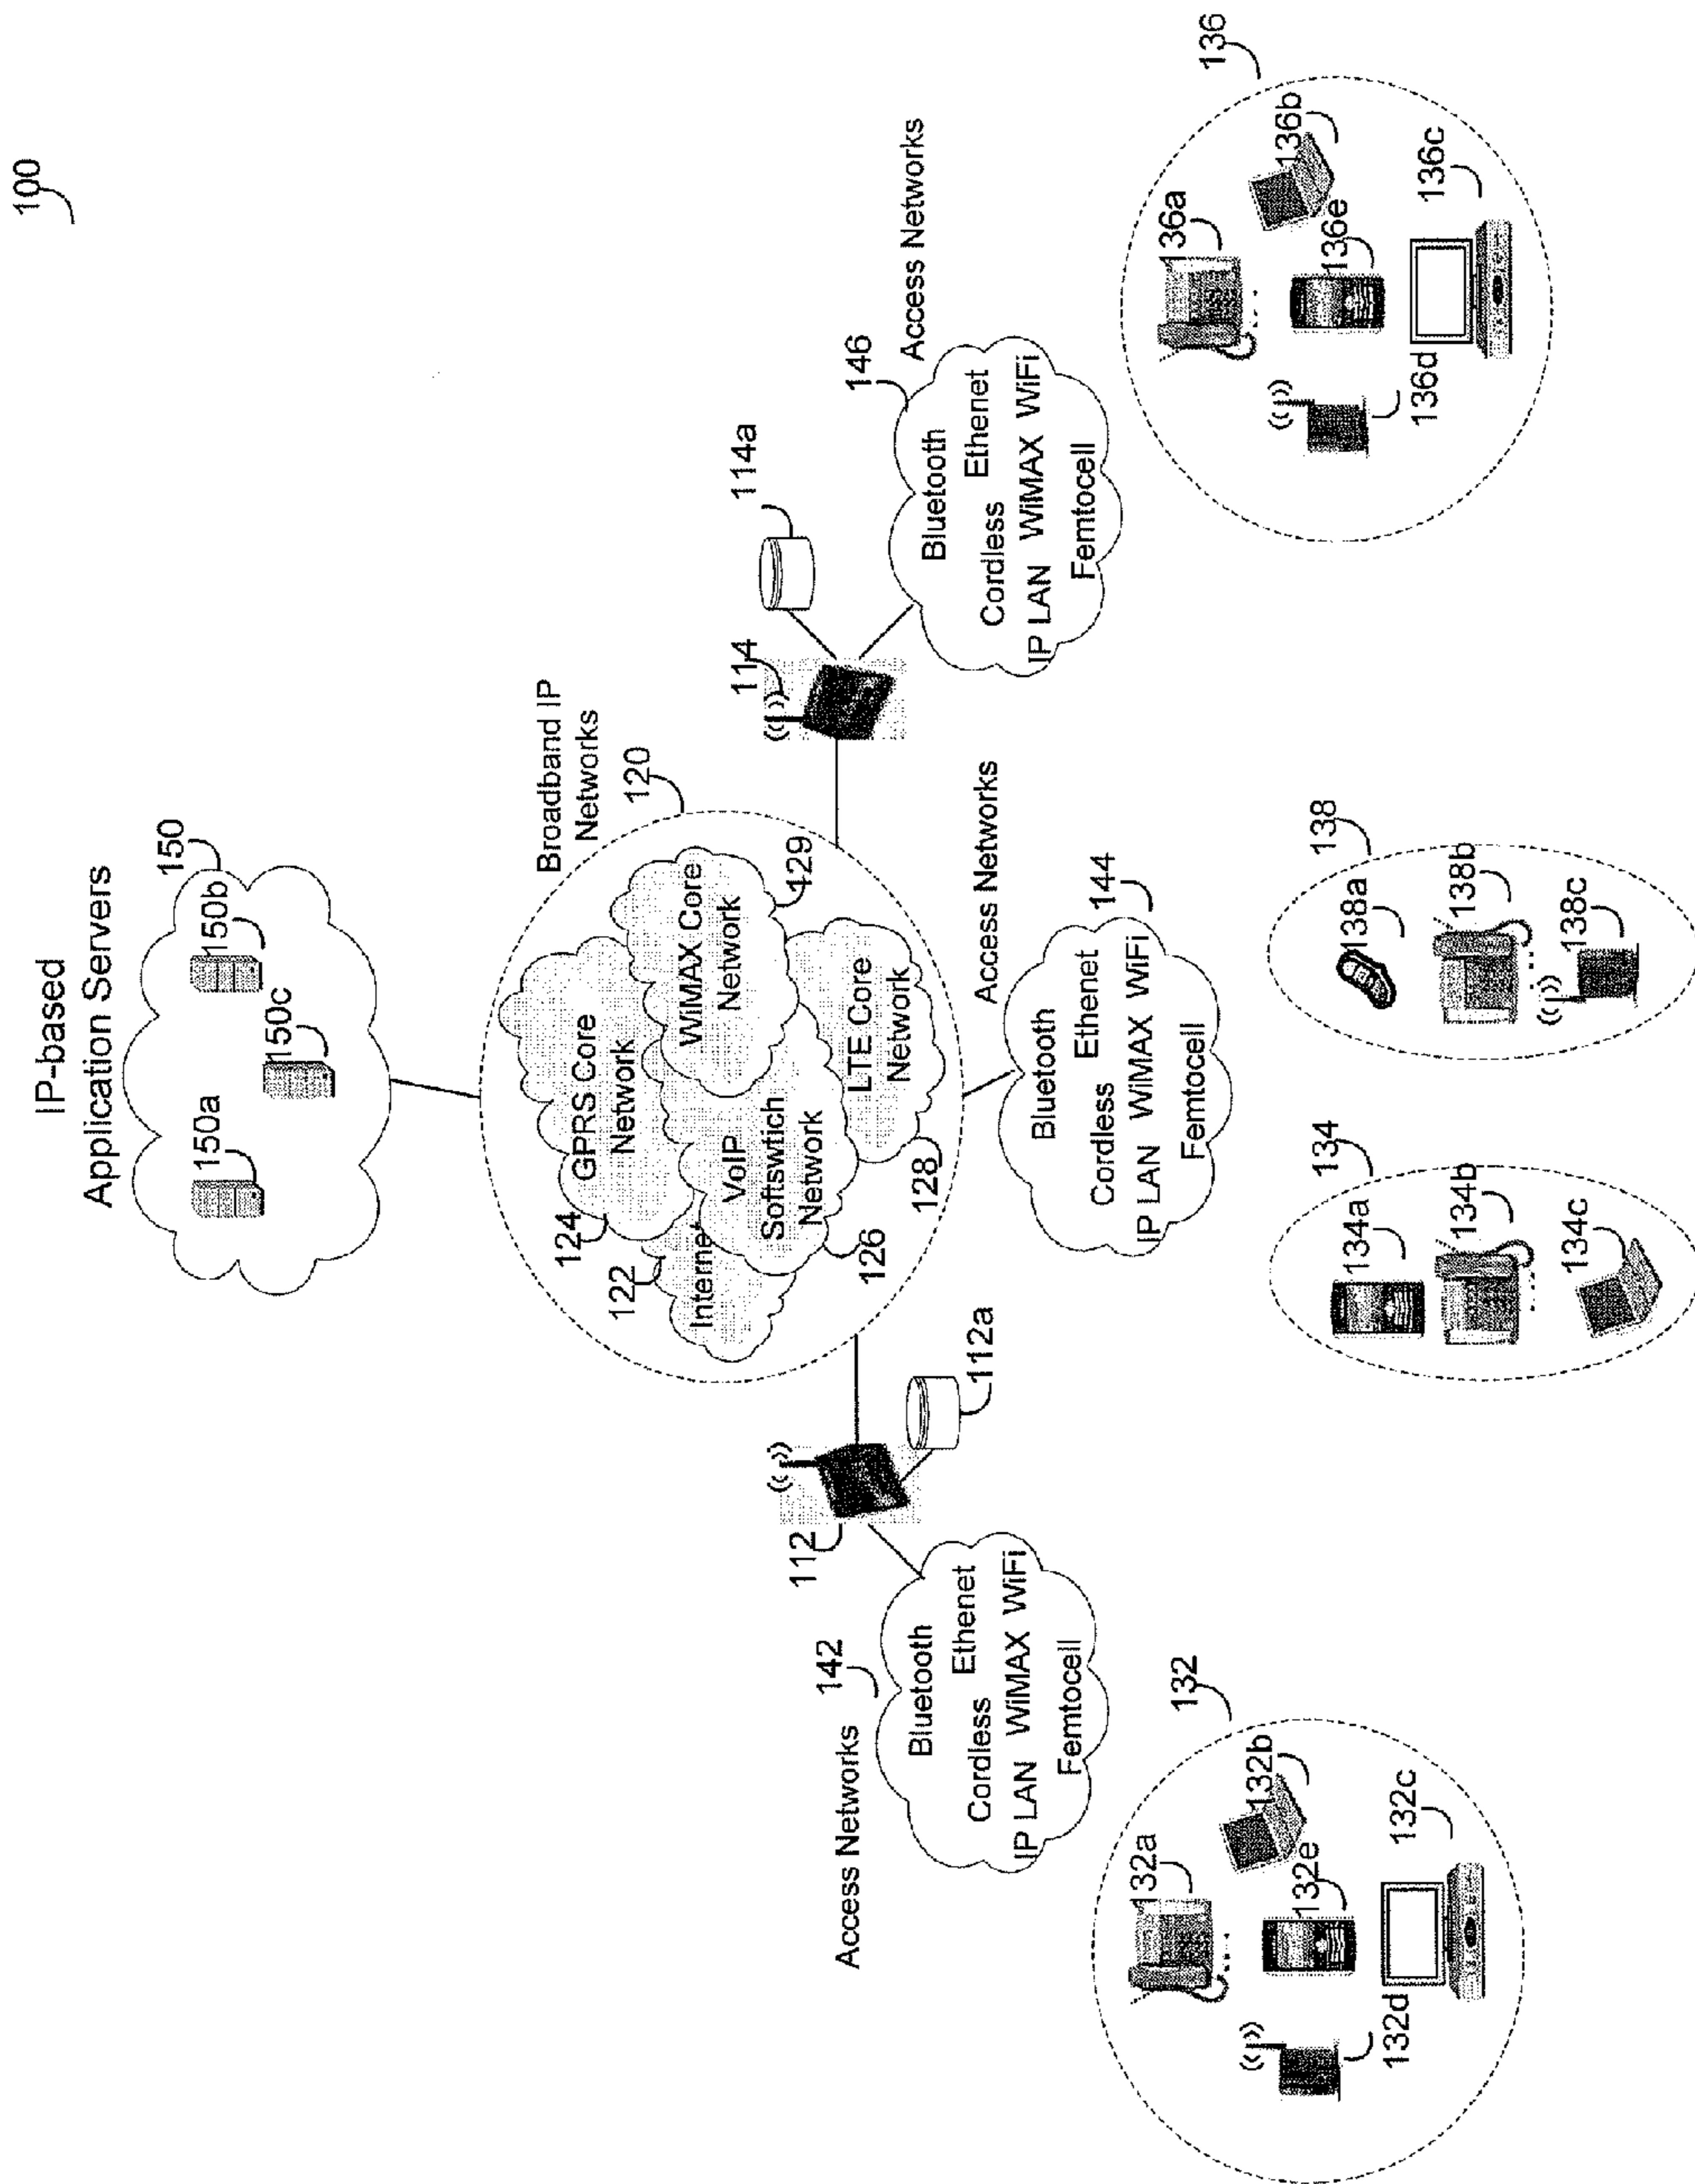 100
IP-based
Application Servers
150
150a
150c
150b
Broadband IP
Networks
120
GPRS Core
Network
124
WiMAX Core
Network
129
Internet
122
VoIP
Softswtich
Network
126
LTE Core
Network
128
112
112a
114
114a
Access Networks
142
Bluetooth
Cordless Ethenet
IP LAN WiMAX WiFi
Femtocell
Access Networks
144
Bluetooth
Cordless Ethenet
IP LAN WiMAX WiFi
Femtocell
Access Networks
146
Bluetooth
Cordless Ethenet
IP LAN WiMAX WiFi
Femtocell
132
132a
132b
132e
132d
132c
134
134a
134b
134c
138
138a
138b
138c
136
136a
136b
136e
136d
136c